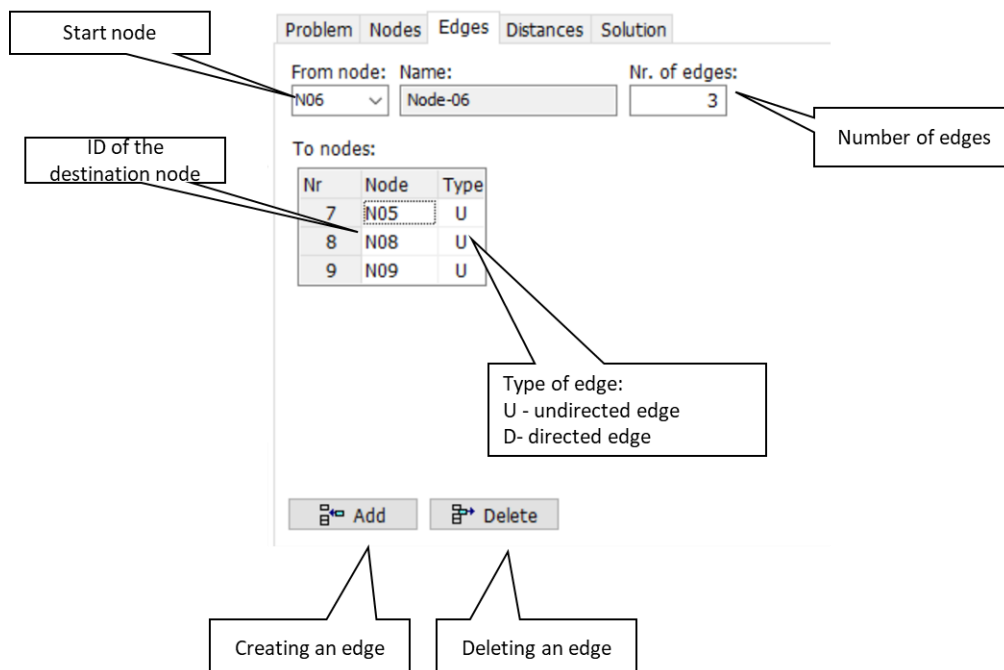 Start node
Problem Nodes Edges Distances Solution
From node: Name: Nr. of edges:
N06 Node-06 3
Number of edges
ID of the
destination node
To nodes:
Nr Node Type
7 N05 U
8 N08 U
9 N09 U
Type of edge:
U - undirected edge
D- directed edge
Add Delete
Creating an edge Deleting an edge